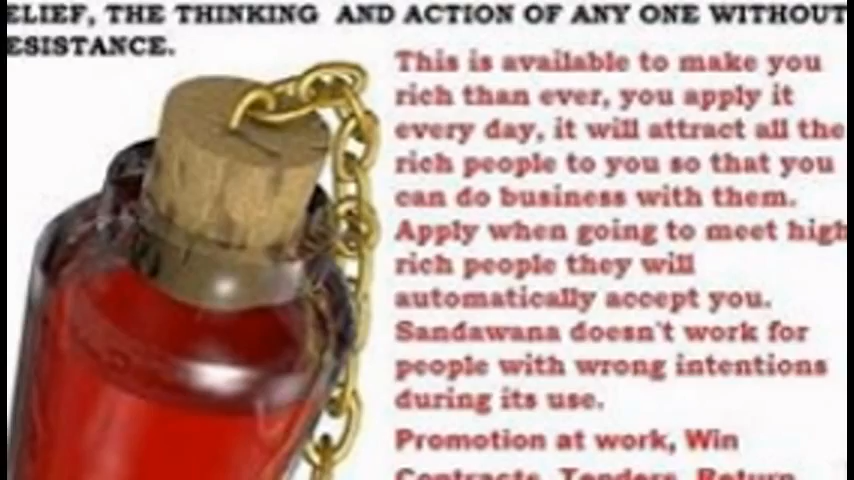 ELIEF, THE THINKING AND ACTION OF ANY ONE WITHOUT
ESISTANCE.
This is available to make you
rich than ever, you apply it
every day, it will attract all the
rich people to you so that you
can do business with them.
Apply when going to meet high
rich people they will
automatically accept you.
Sandawana doesn't work for
people with wrong intentions
during its use.
Promotion at work, Win
Contracts, Tenders, Return